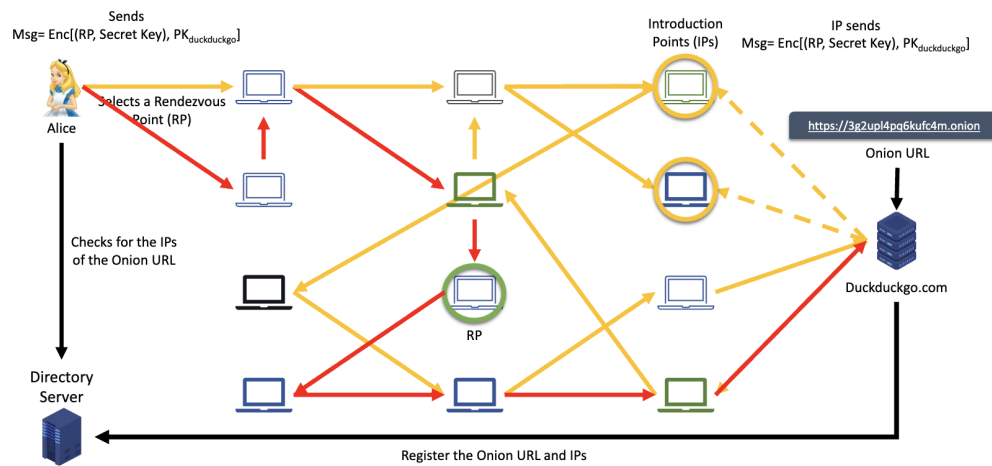 Sends
Msg= Enc[(RP, Secret Key), PKduckduckgo]
Introduction
Points (IPs)
IP sends
Msg= Enc[(RP, Secret Key), PKduckduckgo]
Selects a Rendezvous
Point (RP)
Alice
https://3g2upl4pq6kufc4m.onion
Onion URL
Checks for the IPs
of the Onion URL
Duckduckgo.com
RP
Directory
Server
Register the Onion URL and IPs